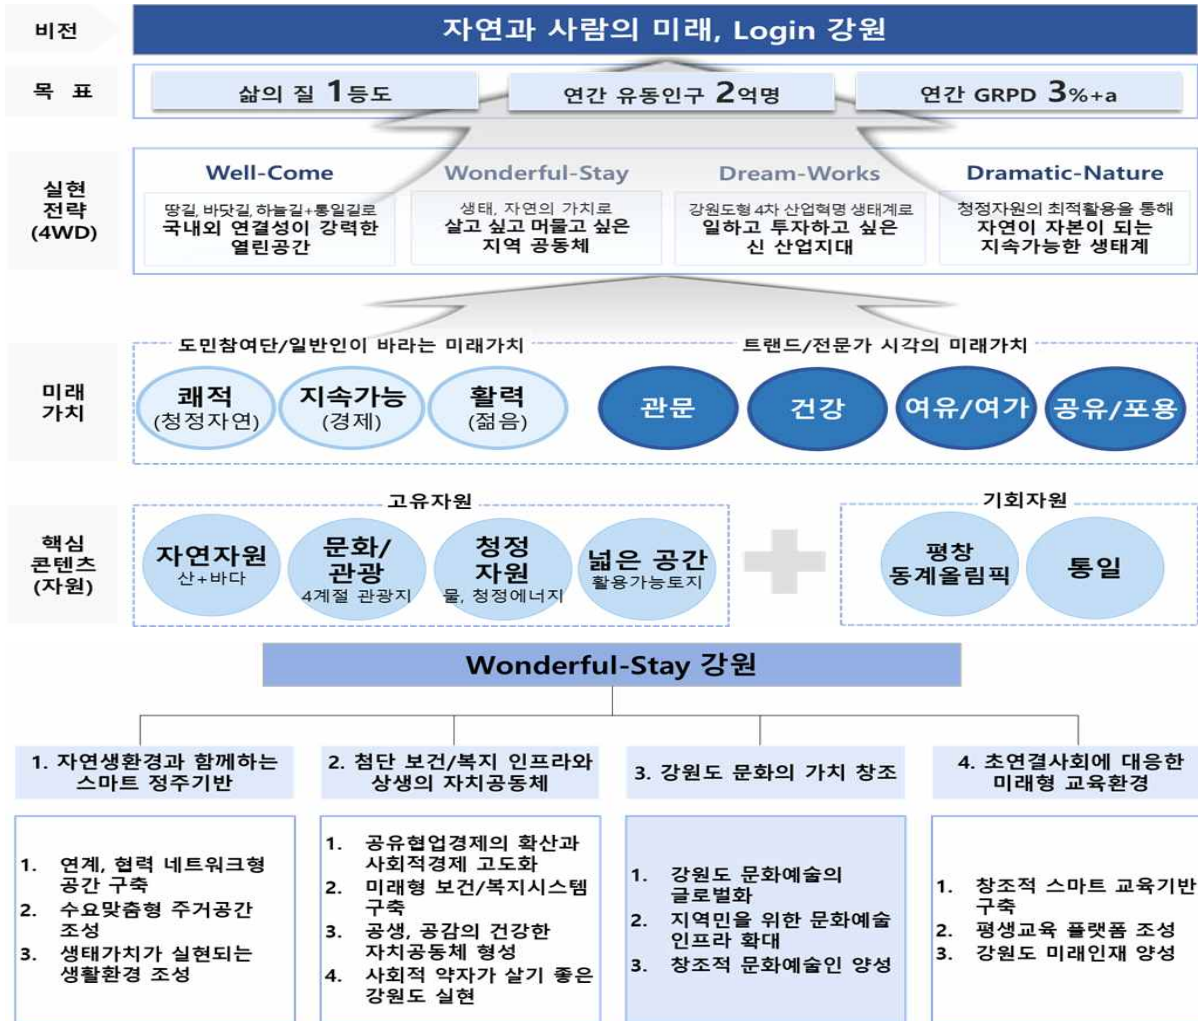 비전
자연과 사람의 미래, Login 강원
목 표
삶의 질 1등도
연간 유동인구 2억명
연간 GRPD 3%+a
실현
전략
(4WD)
Well-Come
땅길, 바닷길, 하늘길+통일길로
국내외 연결성이 강력한
열린공간
Wonderful-Stay
생태, 자연의 가치로
살고 싶고 머물고 싶은
지역 공동체
Dream-Works
강원도형 4차 산업혁명 생태계로
일하고 투자하고 싶은
신 산업지대
Dramatic-Nature
청정자원의 최적활용을 통해
자연이 자본이 되는
지속가능한 생태계
미래
가치
도민참여단/일반인이 바라는 미래가치
쾌적
(청정자연)
지속가능
(경제)
활력
(젊음)
트랜드/전문가 시각의 미래가치
관문
건강
여유/여가
공유/포용
핵심
콘텐츠
(자원)
고유자원
자연자원
산+바다
문화/
관광
4계절 관광지
청정
자원
물, 청정에너지
넓은 공간
활용가능토지
기회자원
평창
동계올림픽
통일
Wonderful-Stay 강원
1. 자연생환경과 함께하는
스마트 정주기반
1. 연계, 협력 네트워크형
공간 구축
2. 수요맞춤형 주거공간
조성
3. 생태가치가 실현되는
생활환경 조성
2. 첨단 보건/복지 인프라와
상생의 자치공동체
1. 공유협업경제의 확산과
사회적경제 고도화
2. 미래형 보건/복지시스템
구축
3. 공생, 공감의 건강한
자치공동체 형성
4. 사회적 약자가 살기 좋은
강원도 실현
3. 강원도 문화의 가치 창조
1. 강원도 문화예술의
글로벌화
2. 지역민을 위한 문화예술
인프라 확대
3. 창조적 문화예술인 양성
4. 초연결사회에 대응한
미래형 교육환경
1. 창조적 스마트 교육기반
구축
2. 평생교육 플랫폼 조성
3. 강원도 미래인재 양성